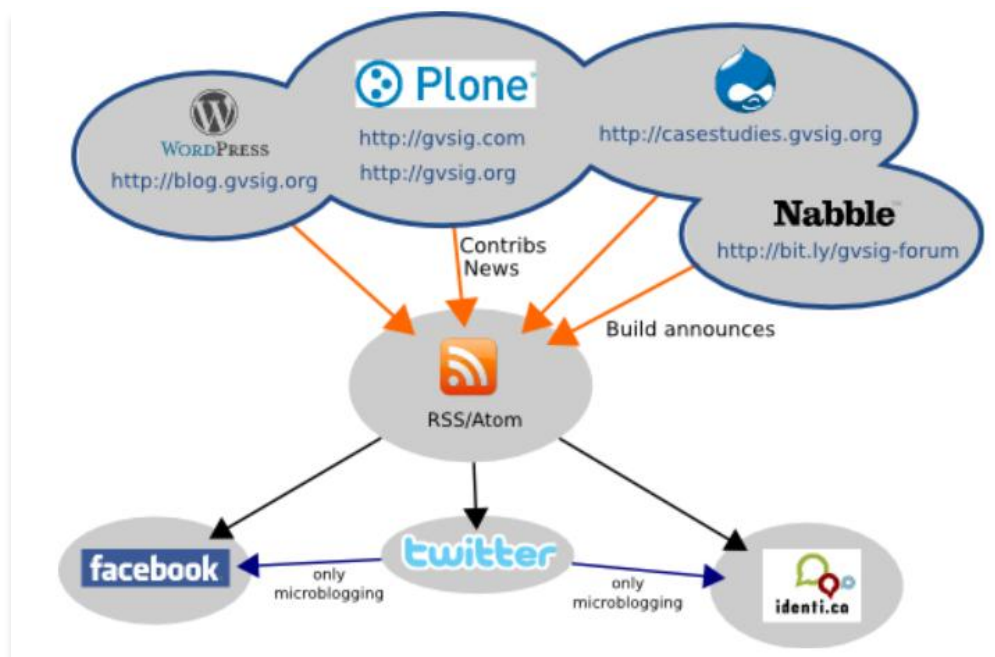 WORDPRESS
http://blog.gvsig.org
Plone
http://gvsig.com
http://gvsig.org
http://casestudies.gvsig.org
Nabble™
http://bit.ly/gvsig-forum
Contribs
News
Build announces
RSS/Atom
facebook
only
microblogging
twitter
only
microblogging
identi.ca